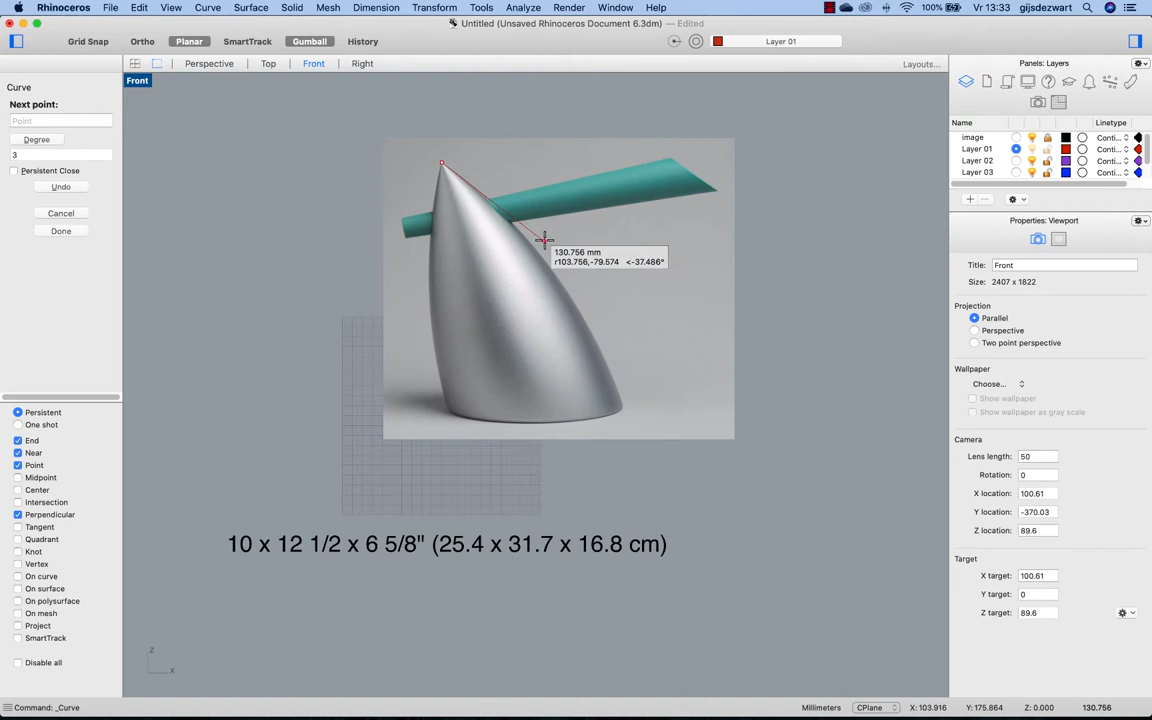 Rhinoceros File Edit View Curve Surface Solid Mesh Dimension Transform Tools Analyze Render Window Help 100% Vr 13:33 gijsdezwart
Untitled (Unsaved Rhinoceros Document 6.3dm) — Edited
Grid Snap Ortho Planar SmartTrack Gumball History Layer 01
Perspective Top Front Right Layouts...
Panels: Layers
Front
Curve
Next point:
Point
Degree
3
Persistent Close
Undo
Cancel
Done
Name Linetype
image Conti...
Layer 01 Conti...
Layer 02 Conti...
Layer 03 Conti...
Properties: Viewport
Title: Front
Size: 2407 x 1822
Projection
Parallel
Perspective
Two point perspective
Wallpaper
Choose...
Show wallpaper
Show wallpaper as gray scale
Camera
Lens length: 50
Rotation: 0
X location: 100.61
Y location: -370.03
Z location: 89.6
Target
X target: 100.61
Y target: 0
Z target: 89.6
130.756 mm
r103.756,-79.574 <-37.486°
10 x 12 1/2 x 6 5/8" (25.4 x 31.7 x 16.8 cm)
Persistent
One shot
End
Near
Point
Midpoint
Center
Intersection
Perpendicular
Tangent
Quadrant
Knot
Vertex
On curve
On surface
On polysurface
On mesh
Project
SmartTrack
Disable all
z
x
Command: _Curve Millimeters CPlane X: 103.916 Y: 175.864 Z: 0.000 130.756